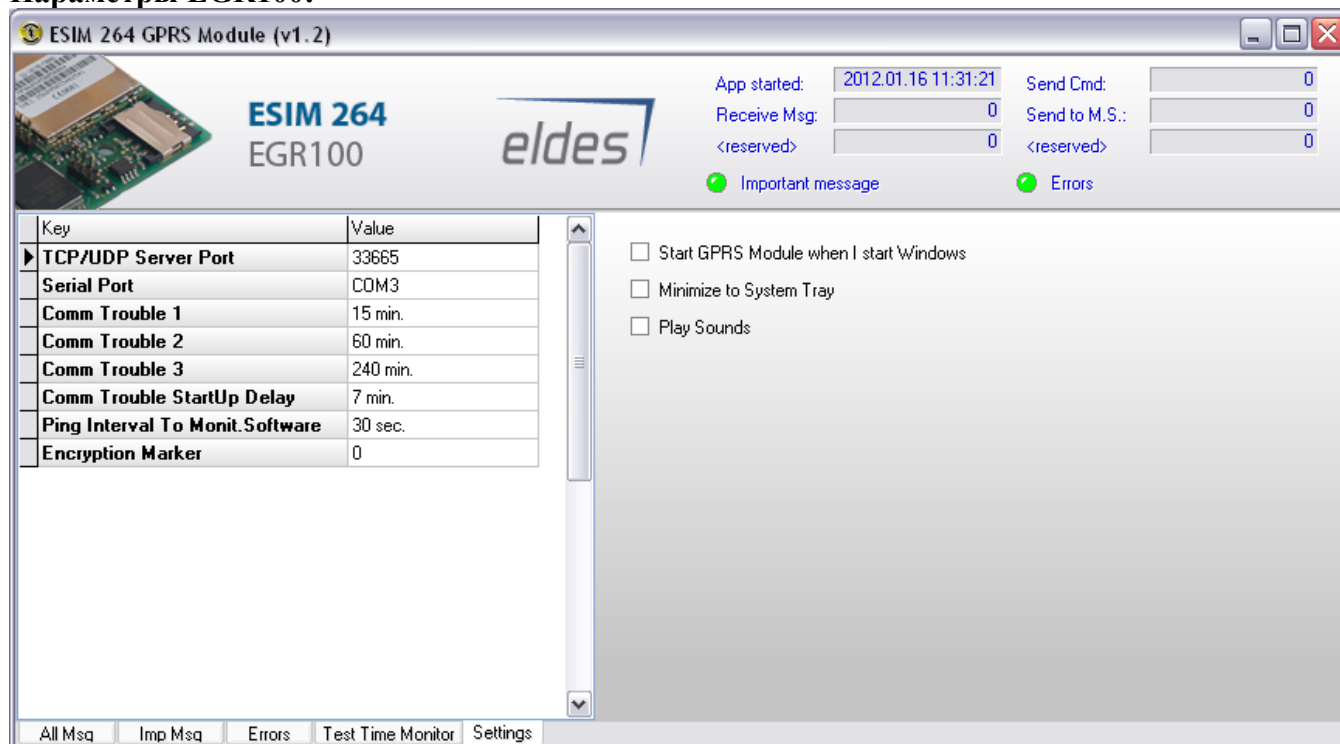 Параметры EGR100:
ESIM 264 GPRS Module (v1.2)
App started: 2012.01.16 11:31:21 Send Cmd: 0
ESIM 264
Receive Msg: 0 Send to M.S.: 0
EGR100
eldes
<reserved> 0 <reserved> 0
Important message Errors
Key Value
TCP/UDP Server Port 33665
Serial Port COM3
Comm Trouble 1 15 min.
Comm Trouble 2 60 min.
Comm Trouble 3 240 min.
Comm Trouble StartUp Delay 7 min.
Ping Interval To Monit.Software 30 sec.
Encryption Marker 0
Start GPRS Module when I start Windows
Minimize to System Tray
Play Sounds
All Msg Imp Msg Errors Test Time Monitor Settings